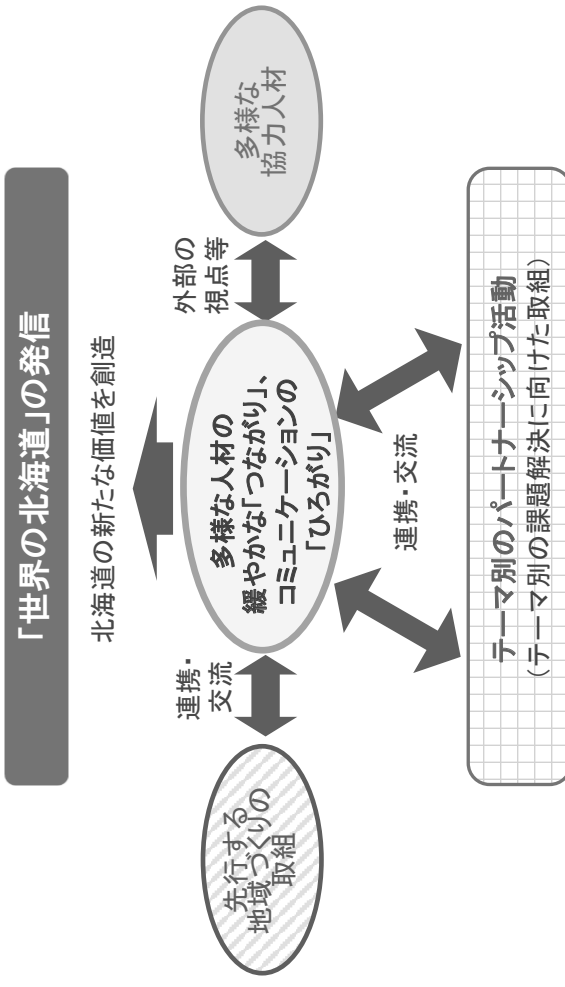 「世界の北海道」の発信
北海道の新たな価値を創造
先行する
地域づくりの
取組
連携・
交流
多様な人材の
緩やかな「つながり」、
コミュニケーションの
「ひろがり」
外部の
視点等
多様な
協力人材
連携・交流
テーマ別のパートナーシップ活動
（テーマ別の課題解決に向けた取組）